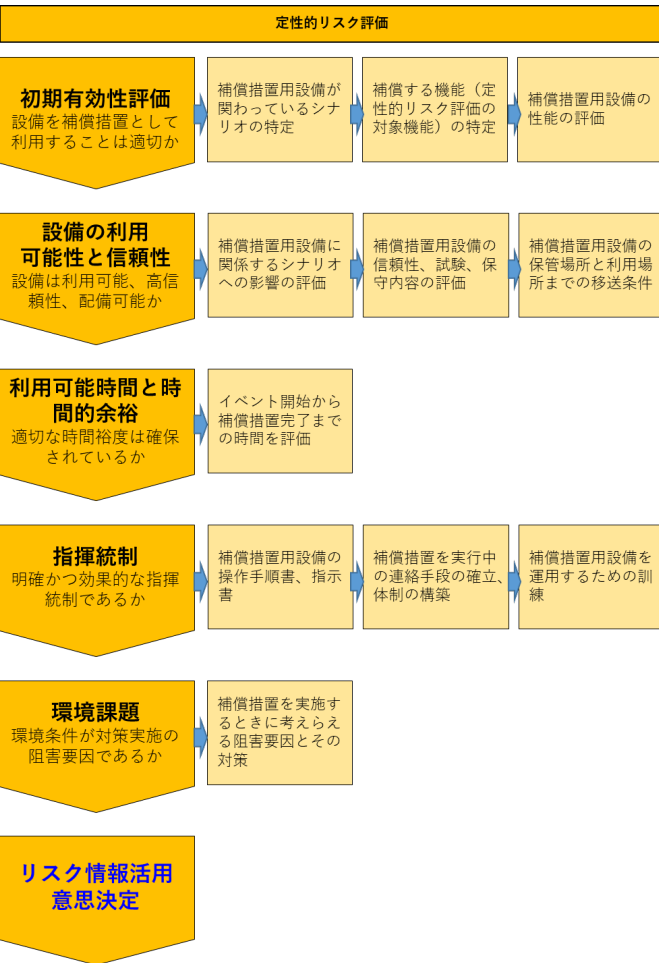 定性的リスク評価
初期有効性評価
設備を補償措置として
利用することは適切か
補償措置用設備が
関わっているシナ
リオの特定
補償する機能（定
性的リスク評価の
対象機能）の特定
補償措置用設備の
性能の評価
設備の利用
可能性と信頼性
設備は利用可能、高信
頼性、配備可能か
補償措置用設備に
関係するシナリオ
への影響の評価
補償措置用設備の
信頼性、試験、保
守内容の評価
補償措置用設備の
保管場所と利用場
所までの移送条件
利用可能時間と時
間的余裕
適切な時間裕度は確保
されているか
イベント開始から
補償措置完了まで
の時間を評価
指揮統制
明確かつ効果的な指揮
統制であるか
補償措置用設備の
操作手順書、指示
書
補償措置を実行中
の連絡手段の確立、
体制の構築
補償措置用設備を
運用するための訓
練
環境課題
環境条件が対策実施の
阻害要因であるか
補償措置を実施す
るときに考えらえ
る阻害要因とその
対策
リスク情報活用
意思決定